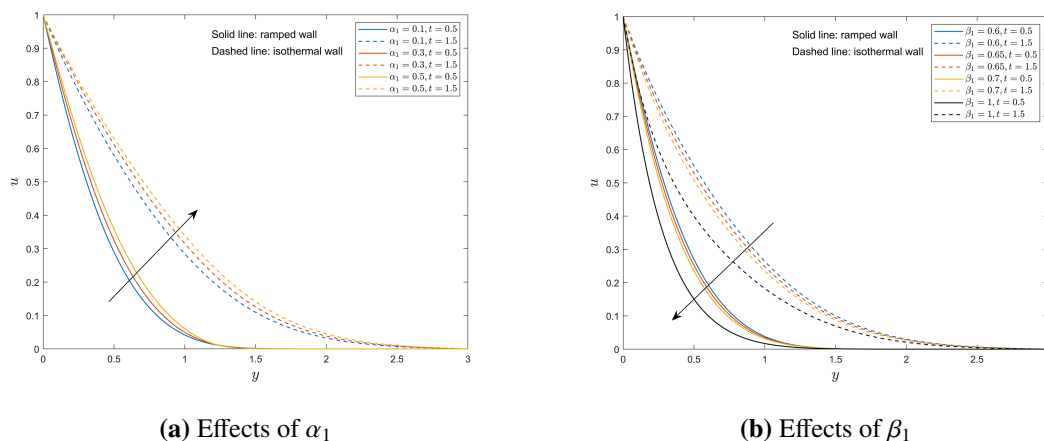 Solid line: ramped wall
Dashed line: isothermal wall
α₁ = 0.1, t = 0.5
α₁ = 0.1, t = 1.5
α₁ = 0.3, t = 0.5
α₁ = 0.3, t = 1.5
α₁ = 0.5, t = 0.5
α₁ = 0.5, t = 1.5
1
0.9
0.8
0.7
0.6
0.5
0.4
0.3
0.2
0.1
0
u
0 0.5 1 1.5 2 2.5 3
y
(a) Effects of α₁
Solid line: ramped wall
Dashed line: isothermal wall
β₁ = 0.6, t = 0.5
β₁ = 0.6, t = 1.5
β₁ = 0.65, t = 0.5
β₁ = 0.65, t = 1.5
β₁ = 0.7, t = 0.5
β₁ = 0.7, t = 1.5
β₁ = 1, t = 0.5
β₁ = 1, t = 1.5
1
0.9
0.8
0.7
0.6
0.5
0.4
0.3
0.2
0.1
0
u
0 0.5 1 1.5 2 2.5
y
(b) Effects of β₁